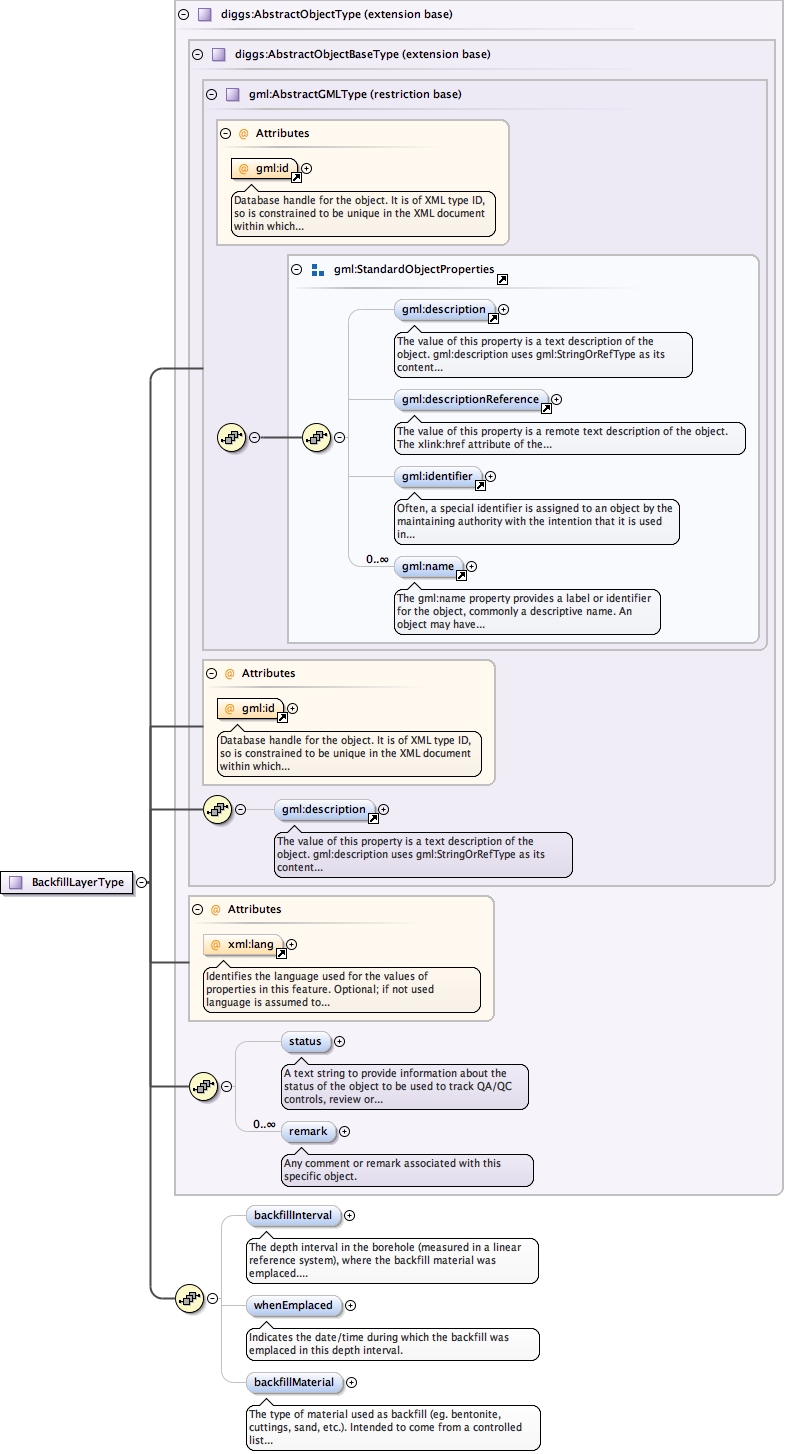 diggs:AbstractObjectType (extension base)
diggs:AbstractObjectBaseType (extension base)
gml:AbstractGMLType (restriction base)
@ Attributes
@ gml:id
Database handle for the object. It is of XML type ID,
so is constrained to be unique in the XML document
within which...
gml:StandardObjectProperties
gml:description
The value of this property is a text description of the
object. gml:description uses gml:StringOrRefType as its
content...
gml:descriptionReference
The value of this property is a remote text description of the object.
The xlink:href attribute of the...
gml:identifier
Often, a special identifier is assigned to an object by the
maintaining authority with the intention that it is used
in...
0..∞
gml:name
The gml:name property provides a label or identifier
for the object, commonly a descriptive name. An
object may have...
@ Attributes
@ gml:id
Database handle for the object. It is of XML type ID,
so is constrained to be unique in the XML document
within which...
gml:description
The value of this property is a text description of the
object. gml:description uses gml:StringOrRefType as its
content...
BackfillLayerType
@ Attributes
@ xml:lang
Identifies the language used for the values of
properties in this feature. Optional; if not used
language is assumed to...
status
A text string to provide information about the
status of the object to be used to track QA/QC
controls, review or...
0..∞
remark
Any comment or remark associated with this
specific object.
backfillInterval
The depth interval in the borehole (measured in a linear
reference system), where the backfill material was
emplaced....
whenEmplaced
Indicates the date/time during which the backfill was
emplaced in this depth interval.
backfillMaterial
The type of material used as backfill (eg. bentonite,
cuttings, sand, etc.). Intended to come from a controlled
list...